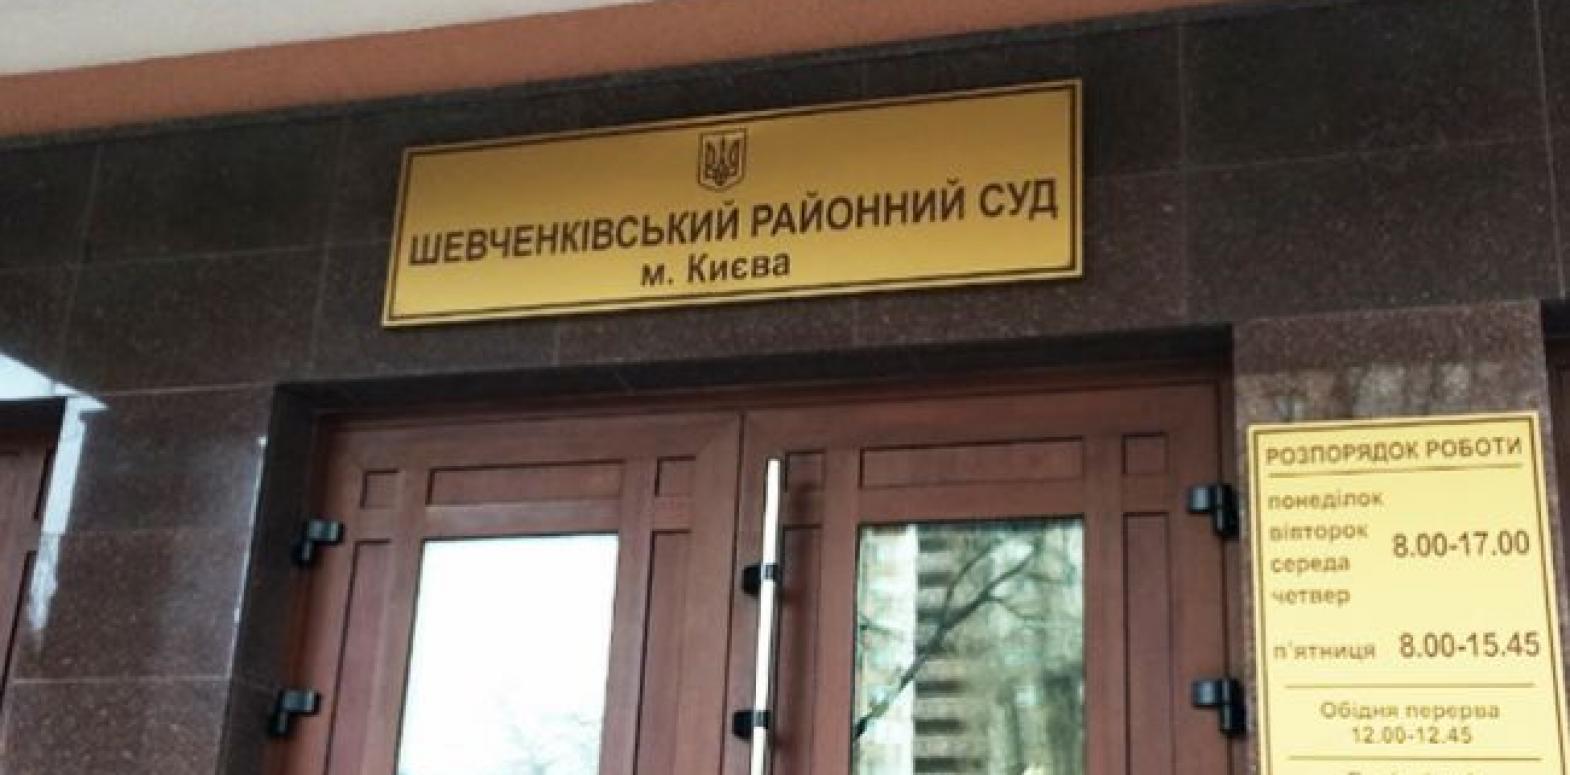 ШЕВЧЕНКІВСЬКИЙ РАЙОННИЙ СУД
м. Києва
РОЗПОРЯДОК РОБОТИ
понеділок
вівторок
середа
четвер
8.00-17.00
п'ятниця 8.00-15.45
Обідня перерва
12.00-12.45